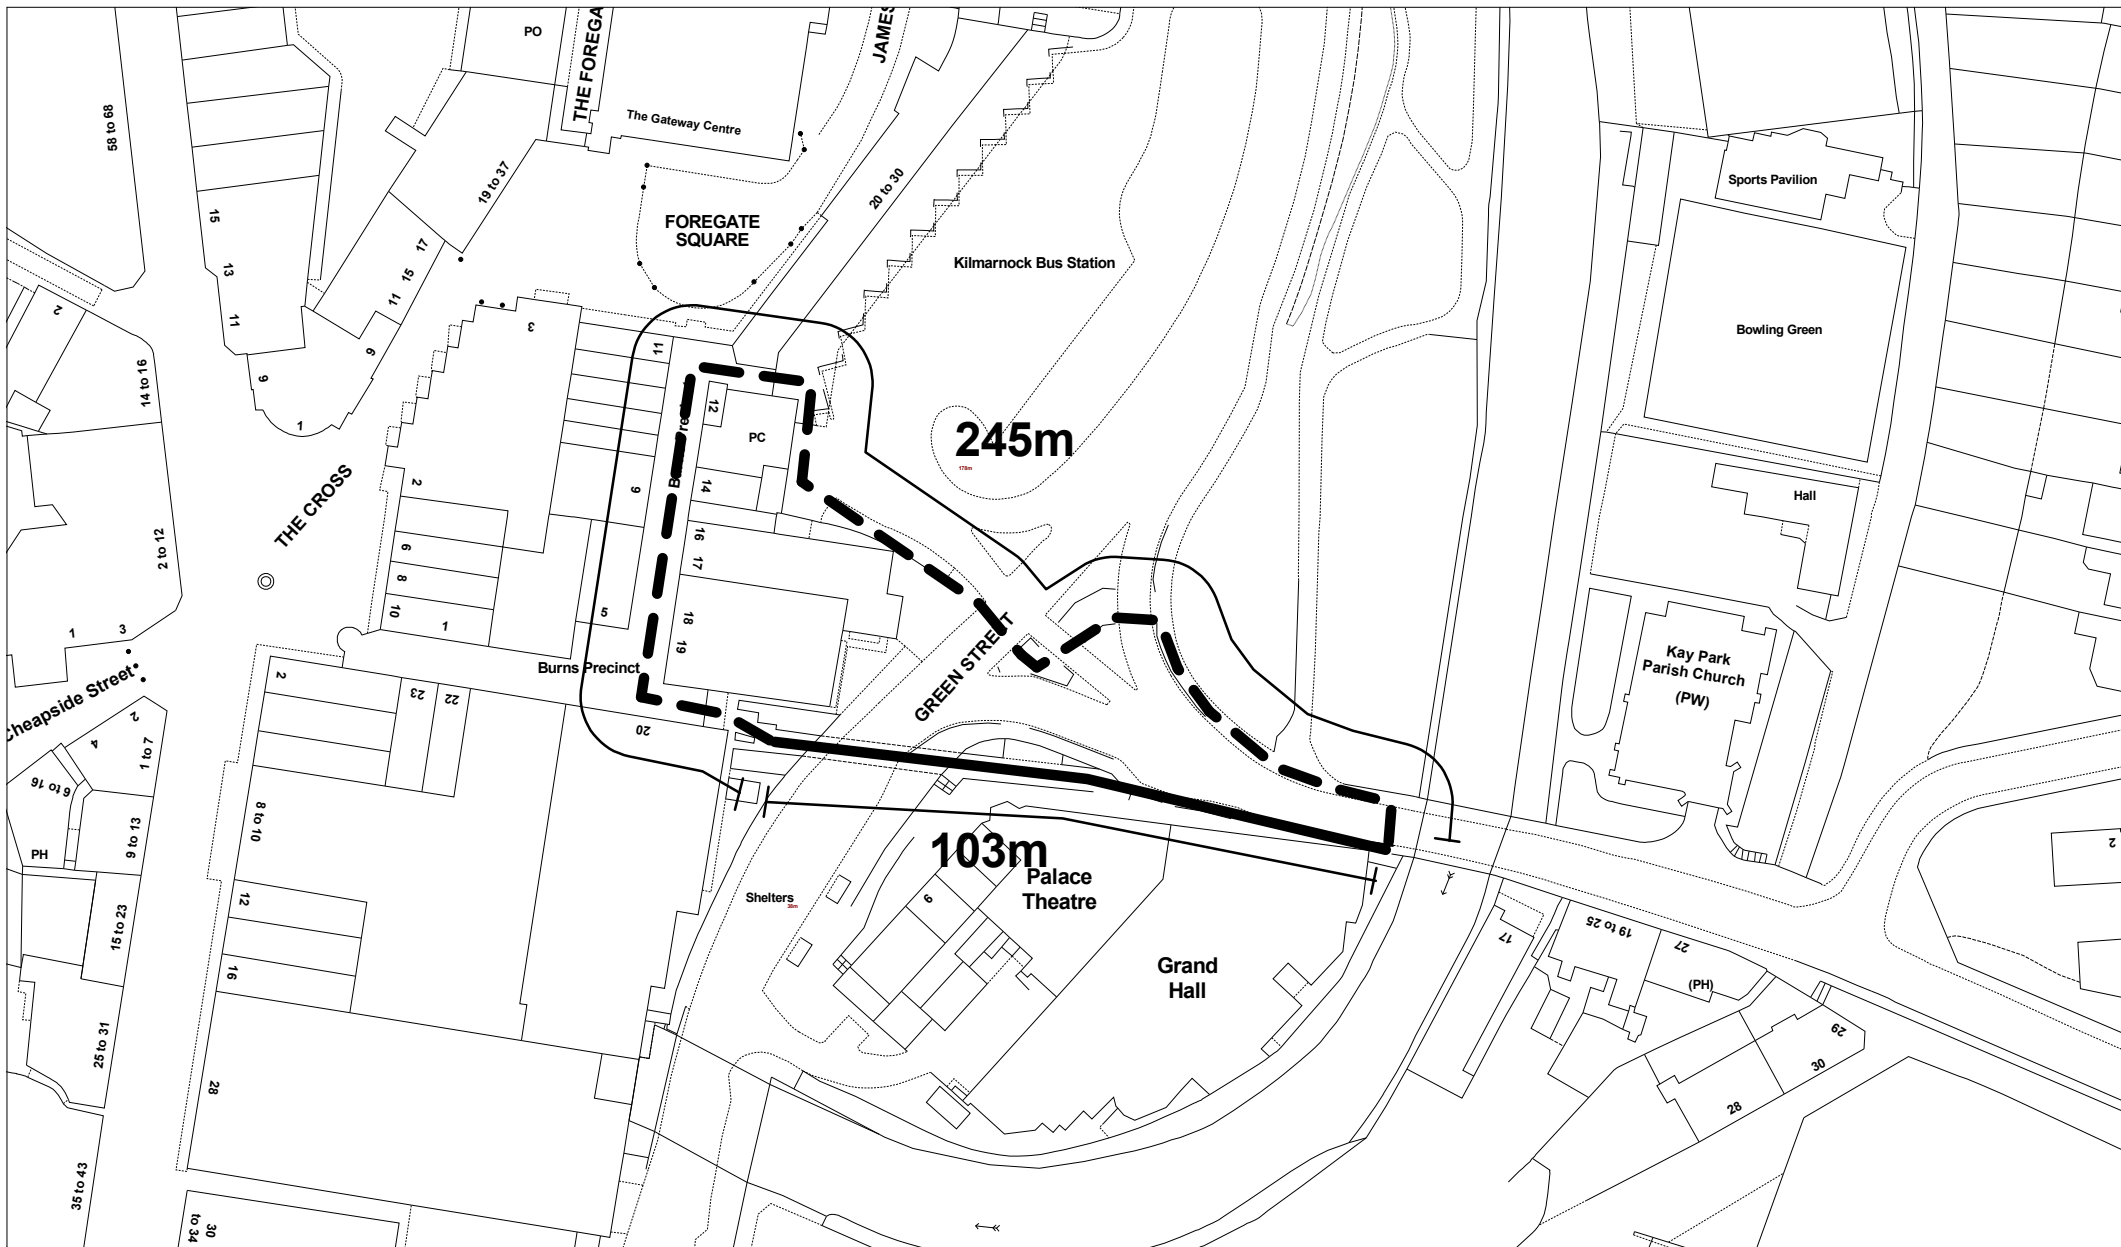 PO
THE FOREGA
JAMES
58 to 68
The Gateway Centre
19 to 37
20 to 30
Sports Pavilion
FOREGATE
SQUARE
15
13
11
17
15
11
9
9
1
Kilmarnock Bus Station
2
3
11
Bowling Green
14 to 16
12
PC
245m
178m
THE CROSS
2
9
14
Hall
2 to 12
6
8
10
1
5
16
17
18
19
1
3
Cheapside Street
Burns Precinct
GREEN STREET
Kay Park
Parish Church
(PW)
2
23
22
20
2
4
1 to 7
6 to 16
8 to 10
9 to 13
PH
103m
Palace
Theatre
2
12
Shelters
38m
6
15 to 23
17
19 to 25
27
16
Grand
Hall
(PH)
25 to 31
29
30
28
28
35 to 43
30
to 34